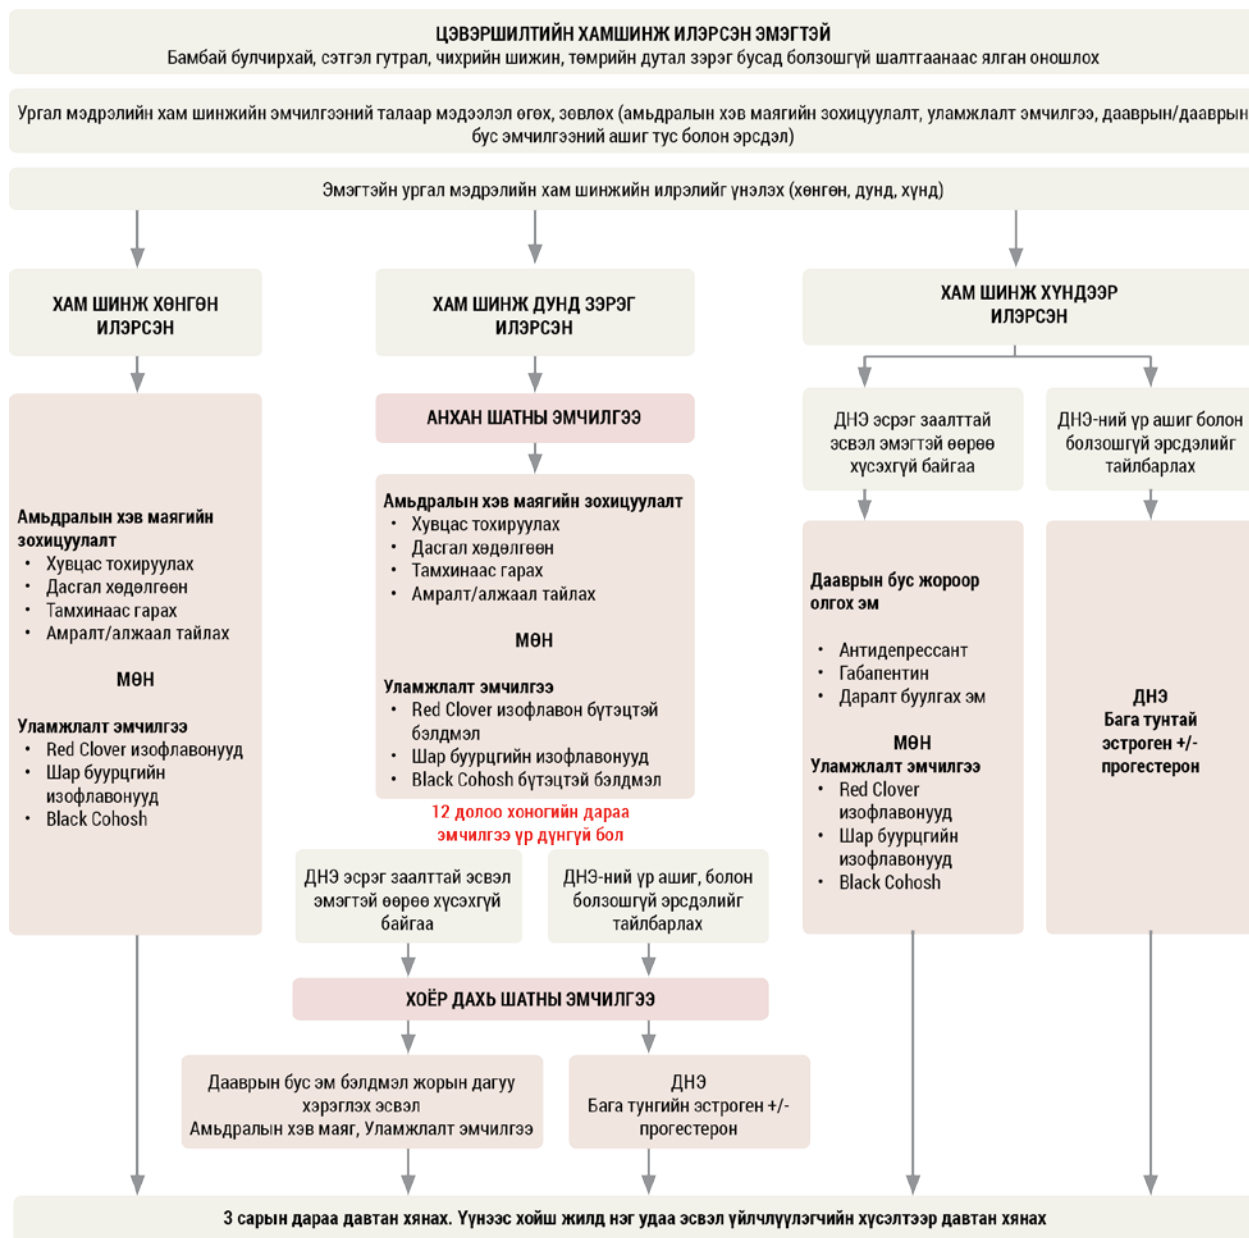 ЦЭВЭРШИЛТИЙН ХАМШИНЖ ИЛЭРСЭН ЭМЭГТЭЙ
Бамбай булчирхай, сэтгэл гутрал, чихрийн шижин, төмрийн дутал зэрэг бусад болзошгүй шалтгаанаас ялган оношлох
Ургал мэдрэлийн хам шинжийн эмчилгээний талаар мэдээлэл өгөх, зөвлөх (амьдралын хэв маягийн зохицуулалт, уламжлалт эмчилгээ, дааврын/дааврын
бус эмчилгээний ашиг тус болон эрсдэл)
Эмэгтэйн ургал мэдрэлийн хам шинжийн илрэлийг үнэлэх (хөнгөн, дунд, хүнд)
ХАМ ШИНЖ ХӨНГӨН
ИЛЭРСЭН
Амьдралын хэв маягийн
зохицуулалт
• Хувцас тохируулах
• Дасгал хөдөлгөөн
• Тамхинаас гарах
• Амралт/алжаал тайлах
МӨН
Уламжлалт эмчилгээ
• Red Clover изофлавонууд
• Шар буурцгийн
изофлавонууд
• Black Cohosh
ХАМ ШИНЖ ДУНД ЗЭРЭГ
ИЛЭРСЭН
АНХАН ШАТНЫ ЭМЧИЛГЭЭ
Амьдралын хэв маягийн зохицуулалт
• Хувцас тохируулах
• Дасгал хөдөлгөөн
• Тамхинаас гарах
• Амралт/алжаал тайлах
МӨН
Уламжлалт эмчилгээ
• Red Clover изофлавон бүтэцтэй
бэлдмэл
• Шар буурцгийн изофлавонууд
• Black Cohosh бүтэцтэй бэлдмэл
12 долоо хоногийн дараа
эмчилгээ үр дүнгүй бол
ДНЭ эсрэг заалттай эсвэл
эмэгтэй өөрөө хүсэхгүй
байгаа
ДНЭ-ний үр ашиг, болон
болзошгүй эрсдэлийг
тайлбарлах
ХОЁР ДАХЬ ШАТНЫ ЭМЧИЛГЭЭ
Дааврын бус эм бэлдмэл жорын дагуу
хэрэглэх эсвэл
Амьдралын хэв маяг, Уламжлалт эмчилгээ
ДНЭ
Бага тунгийн эстроген +/-
прогестерон
ХАМ ШИНЖ ХҮНДЭЭР
ИЛЭРСЭН
ДНЭ эсрэг заалттай
эсвэл эмэгтэй өөрөө
хүсэхгүй байгаа
Дааврын бус жороор
олгох эм
• Антидепрессант
• Габапентин
• Даралт буулгах эм
МӨН
Уламжлалт эмчилгээ
• Red Clover
изофлавонууд
• Шар буурцгийн
изофлавонууд
• Black Cohosh
ДНЭ-ний үр ашиг болон
болзошгүй эрсдэлийг
тайлбарлах
ДНЭ
Бага тунтай
эстроген +/-
прогестерон
3 сарын дараа давтан хянах. Үүнээс хойш жилд нэг удаа эсвэл үйлчлүүлэгчийн хүсэлтээр давтан хянах